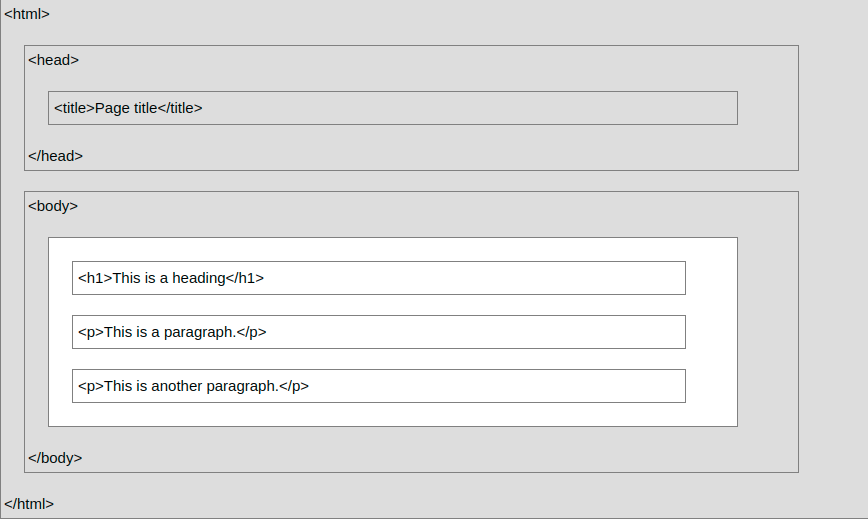 <html>
<head>
<title>Page title</title>
</head>
<body>
<h1>This is a heading</h1>
<p>This is a paragraph.</p>
<p>This is another paragraph.</p>
</body>
</html>